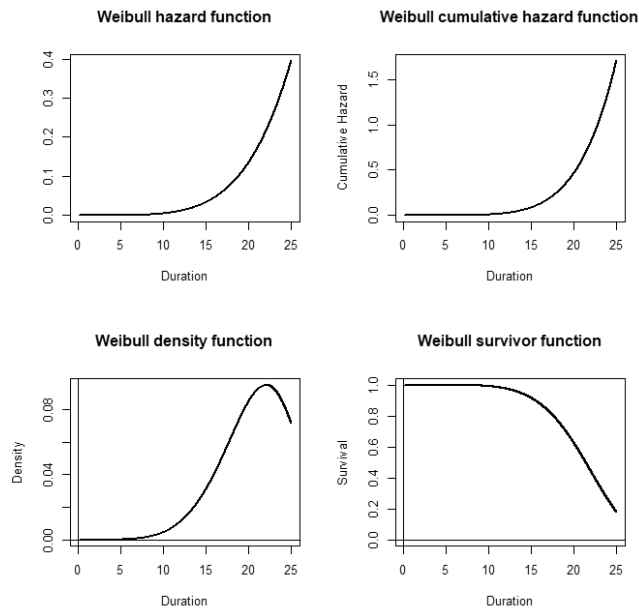 Weibull hazard function
0.4
0.3
0.2
0.1
0.0
0 5 10 15 20 25
Duration
Weibull cumulative hazard function
Cumulative Hazard
1.5
1.0
0.5
0.0
0 5 10 15 20 25
Duration
Weibull density function
Density
0.08
0.04
0.00
0 5 10 15 20 25
Duration
Weibull survivor function
Survival
1.0
0.8
0.6
0.4
0.2
0.0
0 5 10 15 20 25
Duration